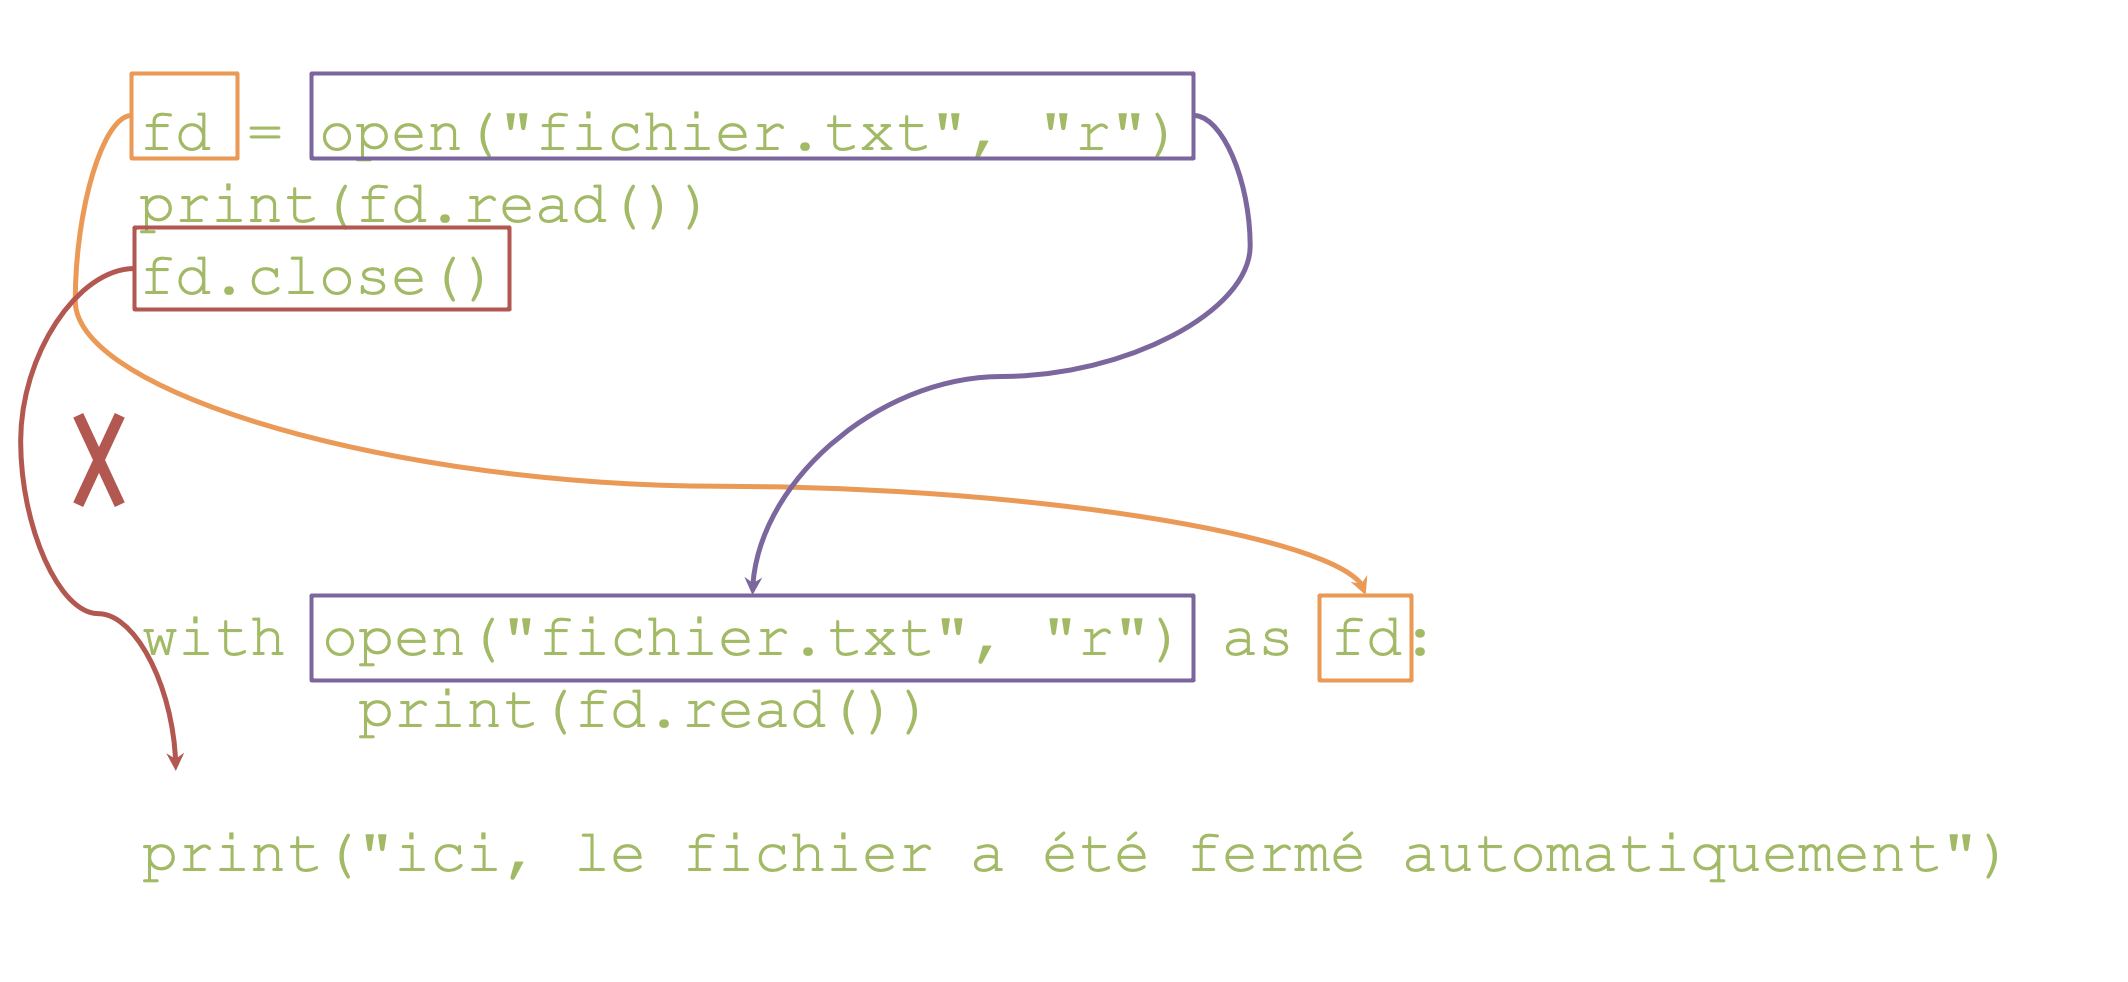 fd = open("fichier.txt", "r")
print(fd.read())
fd.close()
with open("fichier.txt", "r") as fd:
print(fd.read())
print("ici, le fichier a été fermé automatiquement")